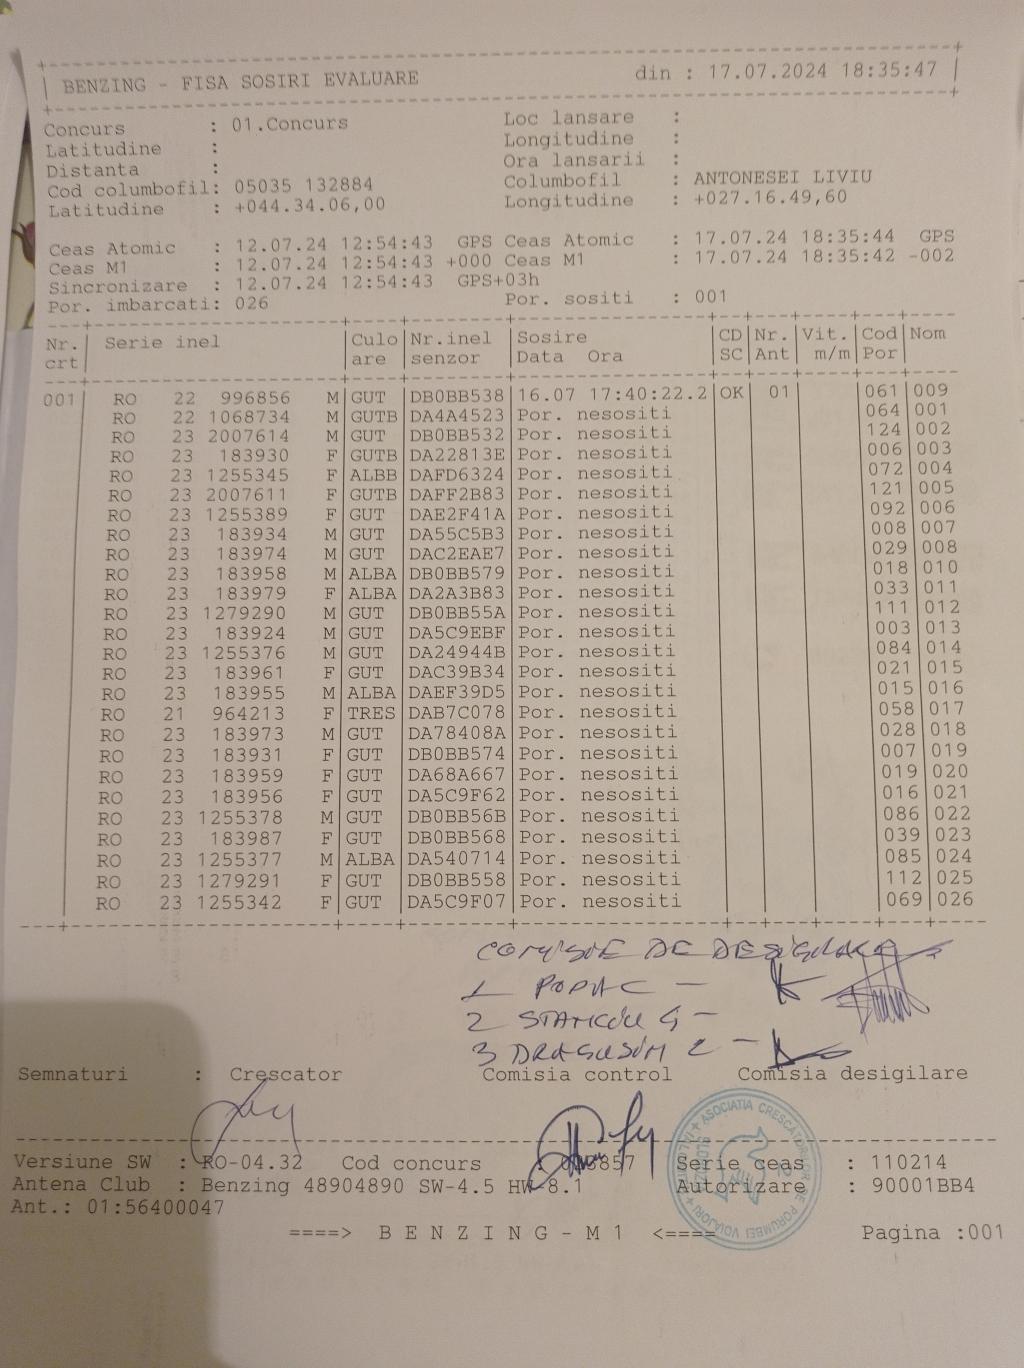 BENZING - FISA SOSIRI EVALUARE din : 17.07.2024 18:35:47
Concurs : 01.Concurs Loc lansare :
Latitudine : Longitudine :
Distanta : Ora lansarii :
Cod columbofil: 05035 132884 Columbofil : ANTONESEI LIVIU
Latitudine : +044.34.06,00 Longitudine : +027.16.49,60
Ceas Atomic : 12.07.24 12:54:43 GPS Ceas Atomic : 17.07.24 18:35:44 GPS
Ceas M1 : 12.07.24 12:54:43 +000 Ceas M1 : 17.07.24 18:35:42 -002
Sincronizare : 12.07.24 12:54:43 GPS+03h
Por. imbarcati: 026 Por. sositi : 001
Nr. Serie inel Culo Nr.inel Sosire CD Nr. Vit. Cod Nom
crt are senzor Data Ora SC Ant m/m Por
001 RO 22 996856 M GUT DB0BB538 16.07 17:40:22.2 OK 01 061 009
RO 22 1068734 M GUTB DA4A4523 Por. nesositi 064 001
RO 23 2007614 M GUT DB0BB532 Por. nesositi 124 002
RO 23 183930 F GUTB DA22813E Por. nesositi 006 003
RO 23 1255345 F ALBB DAFD6324 Por. nesositi 072 004
RO 23 2007611 F GUTB DAFF2B83 Por. nesositi 121 005
RO 23 1255389 F GUT DAE2F41A Por. nesositi 092 006
RO 23 183934 M GUT DA55C5B3 Por. nesositi 008 007
RO 23 183974 M GUT DAC2EAE7 Por. nesositi 029 008
RO 23 183958 M ALBA DB0BB579 Por. nesositi 018 010
RO 23 183979 F ALBA DA2A3B83 Por. nesositi 033 011
RO 23 1279290 M GUT DB0BB55A Por. nesositi 111 012
RO 23 183924 M GUT DA5C9EBF Por. nesositi 003 013
RO 23 1255376 M GUT DA24944B Por. nesositi 084 014
RO 23 183961 F GUT DAC39B34 Por. nesositi 021 015
RO 23 183955 M ALBA DAEF39D5 Por. nesositi 015 016
RO 21 964213 F TRES DAB7C078 Por. nesositi 058 017
RO 23 183973 M GUT DA78408A Por. nesositi 028 018
RO 23 183931 F GUT DB0BB574 Por. nesositi 007 019
RO 23 183959 F GUT DA68A667 Por. nesositi 019 020
RO 23 183956 F GUT DA5C9F62 Por. nesositi 016 021
RO 23 1255378 M GUT DB0BB56B Por. nesositi 086 022
RO 23 183987 F GUT DB0BB568 Por. nesositi 039 023
RO 23 1255377 M ALBA DA540714 Por. nesositi 085 024
RO 23 1279291 F GUT DB0BB558 Por. nesositi 112 025
RO 23 1255342 F GUT DA5C9F07 Por. nesositi 069 026
COMISIE DE DESIGILARE
1 POPA C -
2 STANCIU G -
3 -
Semnaturi : Crescator Comisia control Comisia desigilare
Versiune SW : RO-04.32 Cod concurs : Serie ceas : 110214
Antena Club : Benzing 48904890 SW-4.5 HW-8.1 Autorizare : 90001BB4
Ant.: 01:56400047
====> B E N Z I N G - M 1 <==== Pagina :001
ASOCIATIA CRESCATORILOR DE PORUMBEI VOIAJORI